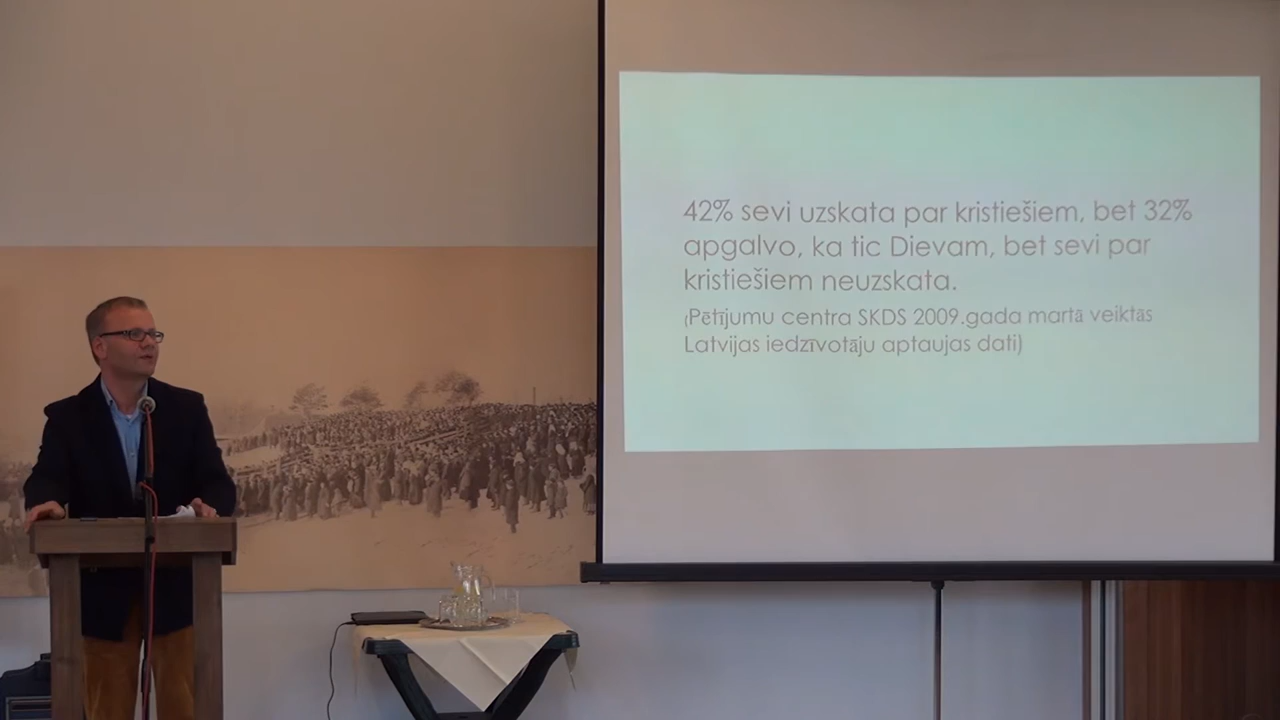 42% sevi uzskata par kristiešiem, bet 32%
apgalvo, ka tic Dievam, bet sevi par
kristiešiem neuzskata.
(Pētījumu centra SKDS 2009.gada martā veiktās
Latvijas iedzīvotāju aptaujas dati)